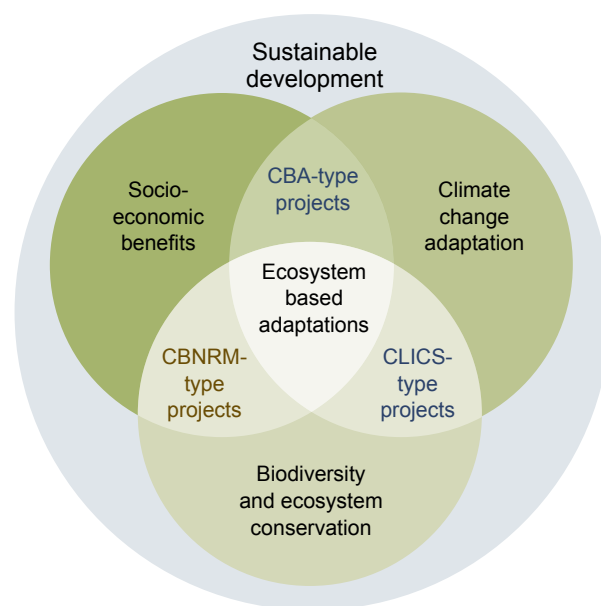 Sustainable
development
CBA-type
projects
Socio-
economic
benefits
Climate
change
adaptation
Ecosystem
based
adaptations
CBNRM-
type
projects
CLICS-
type
projects
Biodiversity
and ecosystem
conservation